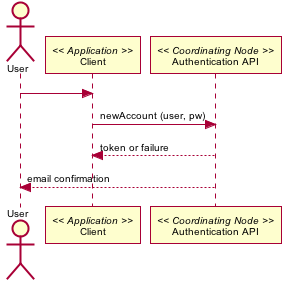 << Application >>
Client
<< Coordinating Node >>
Authentication API
User
newAccount (user, pw)
token or failure
email confirmation
User
<< Application >>
Client
<< Coordinating Node >>
Authentication API